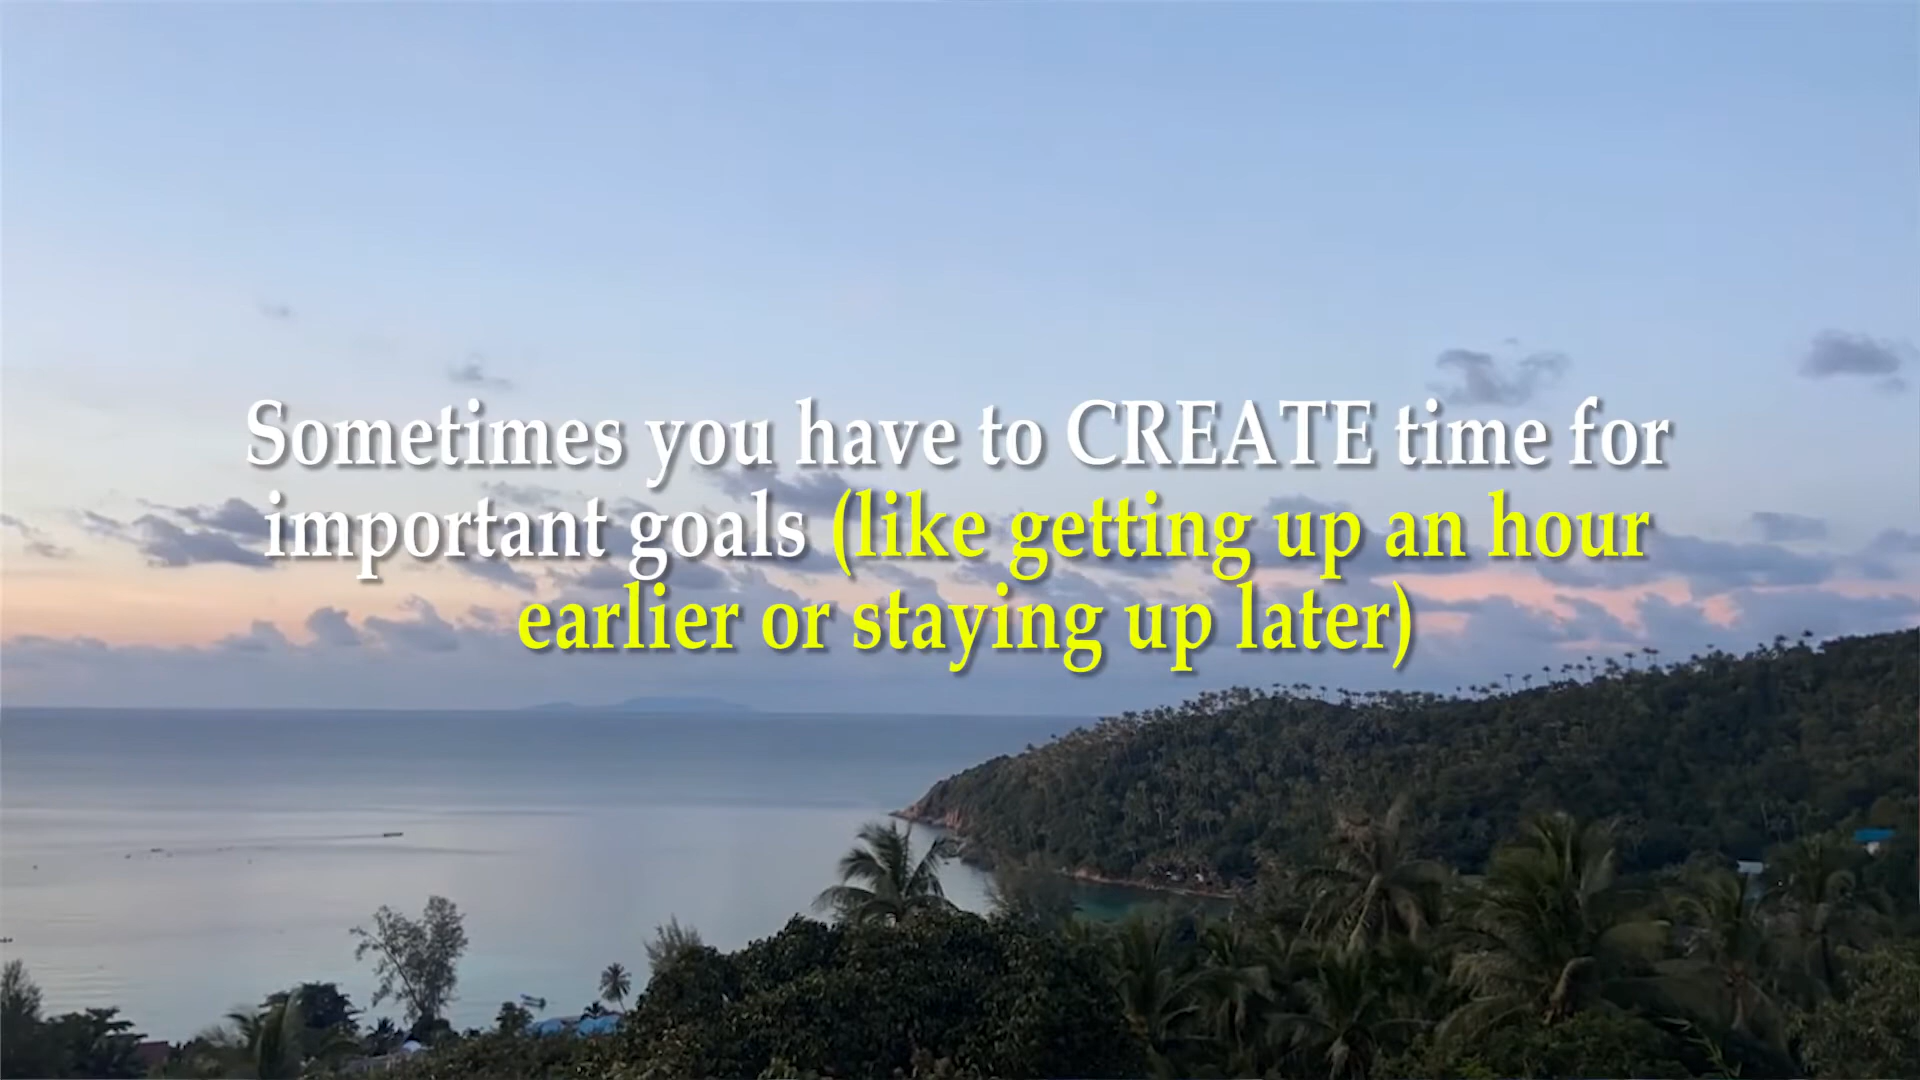 Sometimes you have to CREATE time for
important goals (like getting up an hour
earlier or staying up later)